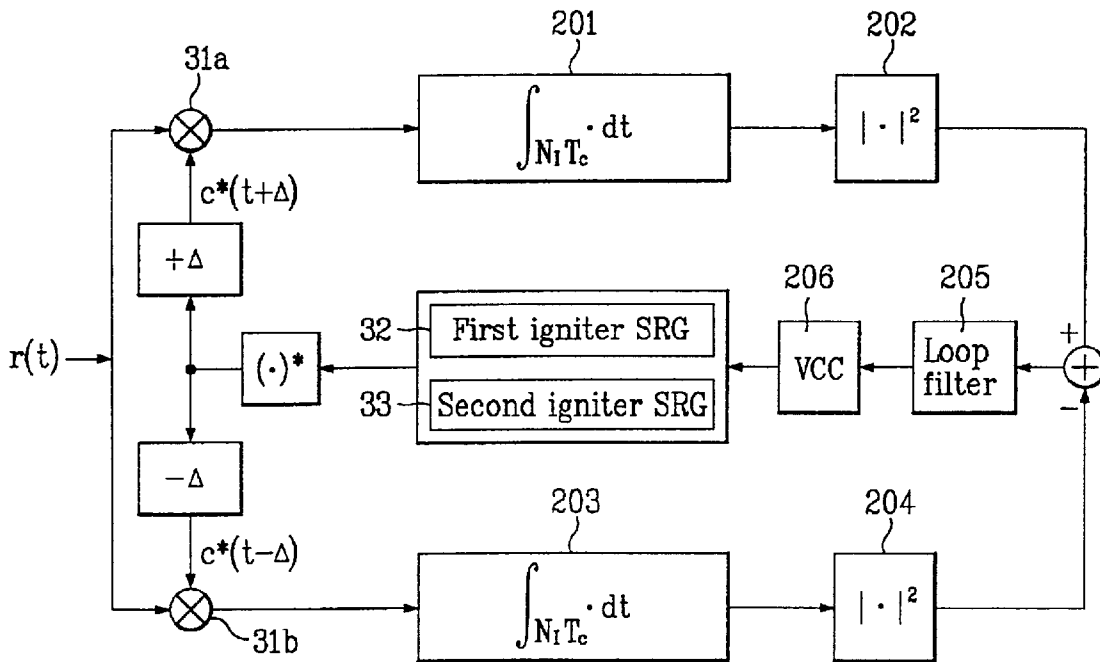 201
202
31a
∫N_I T_c · dt
| · |²
c*(t+Δ)
+Δ
206
205
32
First igniter SRG
+
r(t)
(·)*
VCC
Loop
filter
+
33
Second igniter SRG
−
−Δ
203
204
c*(t−Δ)
∫N_I T_c · dt
| · |²
31b